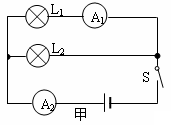 L₁ A₁
L₂
S
A₂ 甲